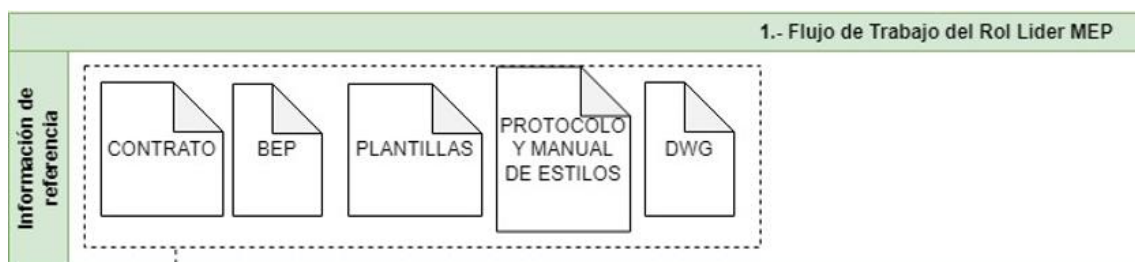 1.- Flujo de Trabajo del Rol Lider MEP
Información de
referencia
CONTRATO
BEP
PLANTILLAS
PROTOCOLO
Y MANUAL
DE ESTILOS
DWG